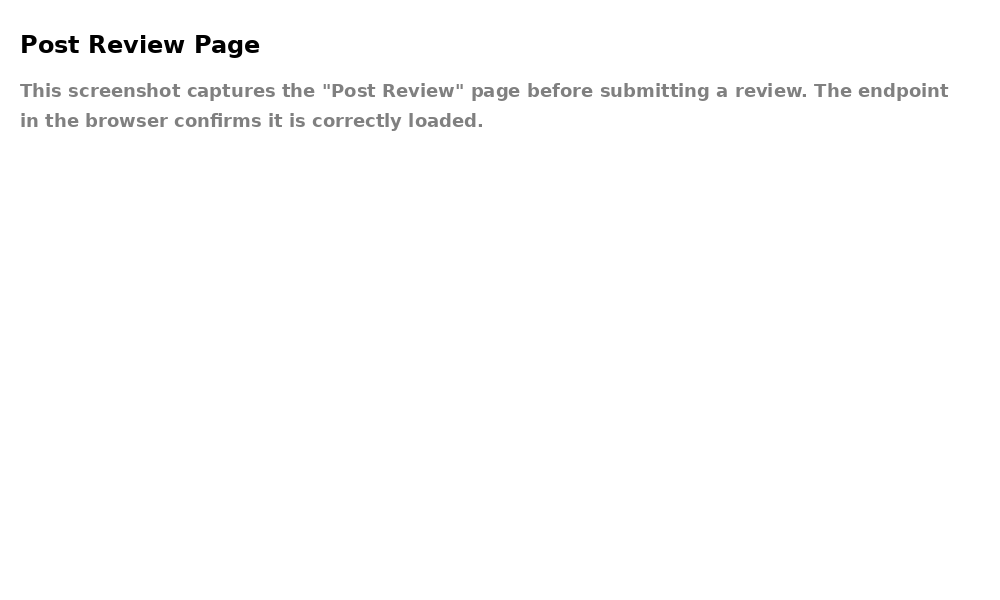 Post Review Page
This screenshot captures the "Post Review" page before submitting a review. The endpoint
in the browser confirms it is correctly loaded.